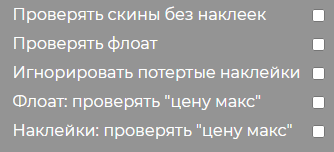 Проверять скины без наклеек
Проверять флоат
Игнорировать потертые наклейки
Флоат: проверять "цену макс"
Наклейки: проверять "цену макс"